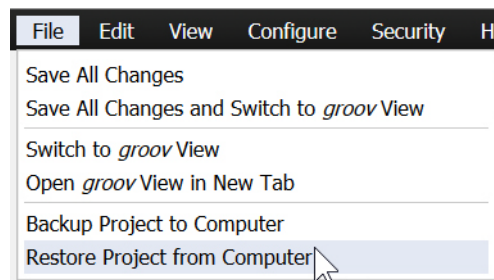 File Edit View Configure Security H
Save All Changes
Save All Changes and Switch to groov View
Switch to groov View
Open groov View in New Tab
Backup Project to Computer
Restore Project from Computer